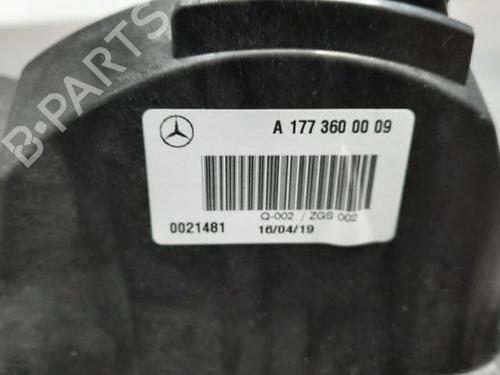 B-PARTS
A 177 360 00 09
Q-002 / ZGS 002
0021481 16/04/19